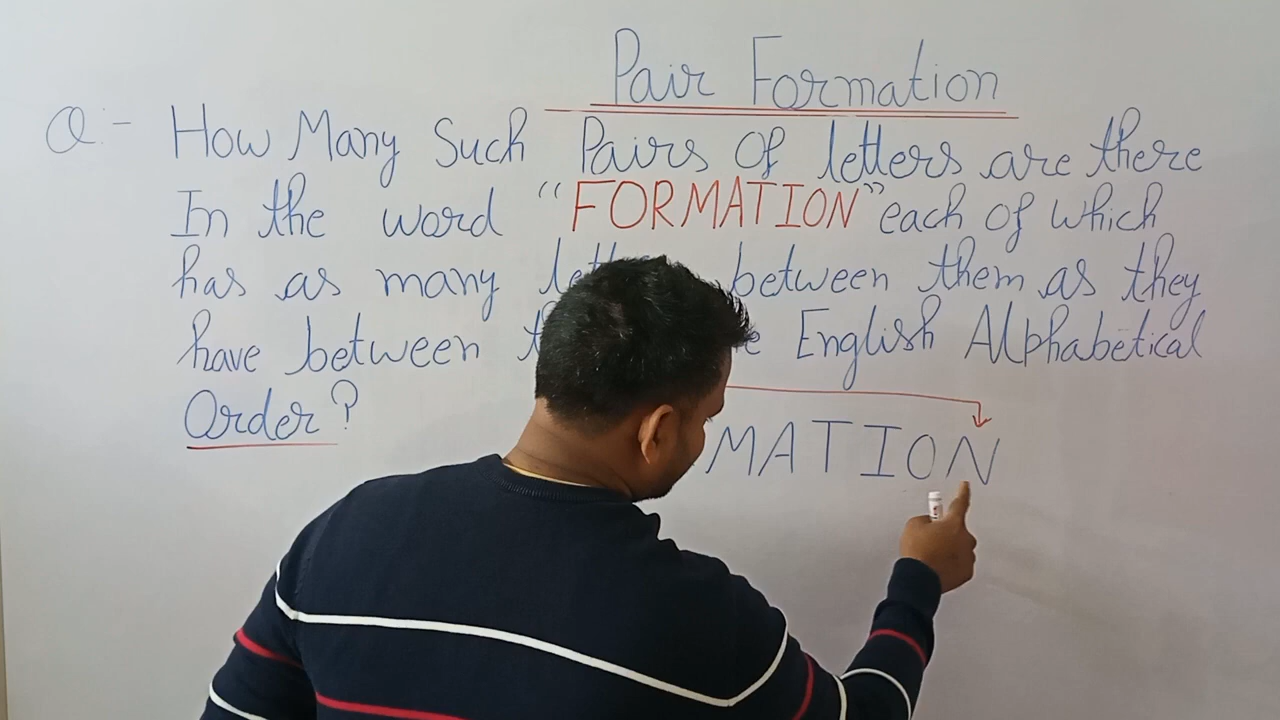 Pair Formation
Q:- How Many Such Pairs Of letters are there
In the word "FORMATION" each of which
has as many between them as they
have between English Alphabetical
Order?
MATION